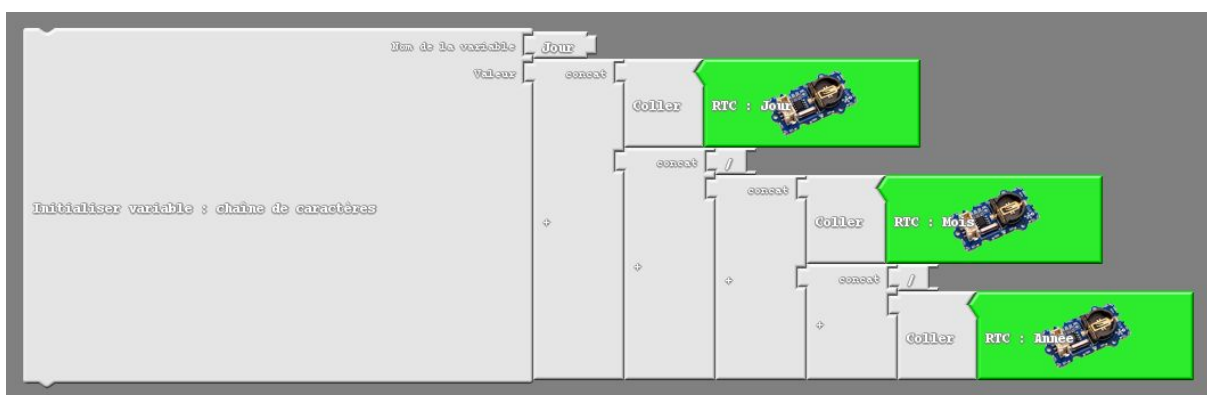 Nom de la variable Jour
Valeur + concat Coller RTC : Jour
+ concat /
Initialiser variable : chaîne de caractères
+ concat Coller RTC : Mois
+ concat /
Coller RTC : Année